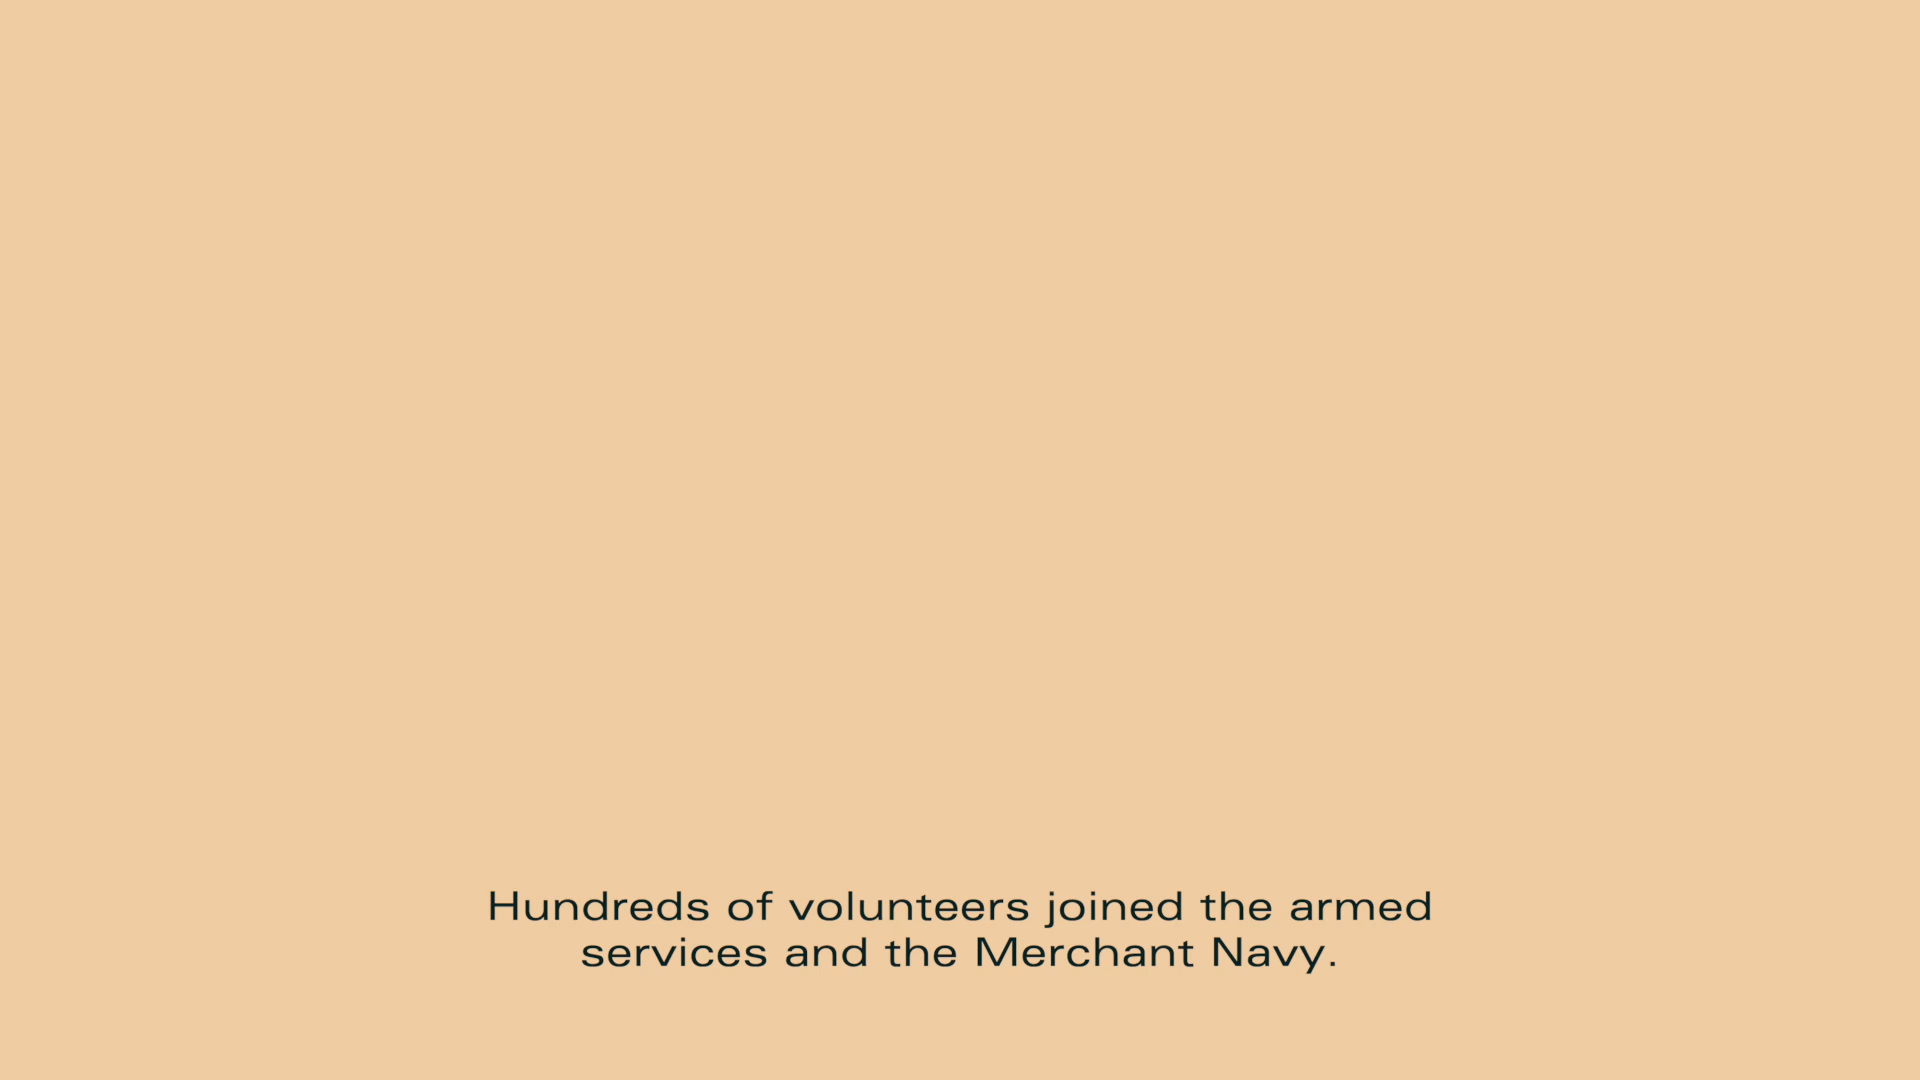 Hundreds of volunteers joined the armed
services and the Merchant Navy.